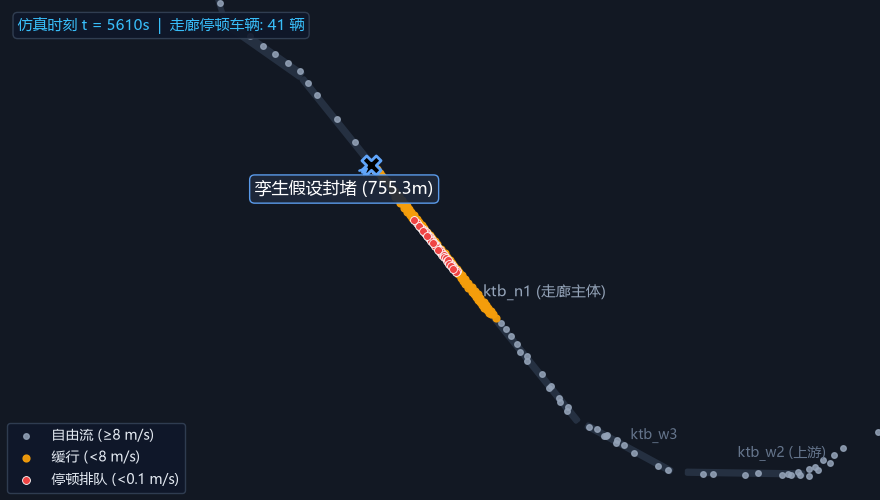 仿真时刻 t = 5610s | 走廊停顿车辆: 41 辆
孪生假设封堵 (755.3m)
ktb_n1 (走廊主体)
ktb_w3
ktb_w2 (上游)
自由流 (≥8 m/s)
缓行 (<8 m/s)
停顿排队 (<0.1 m/s)